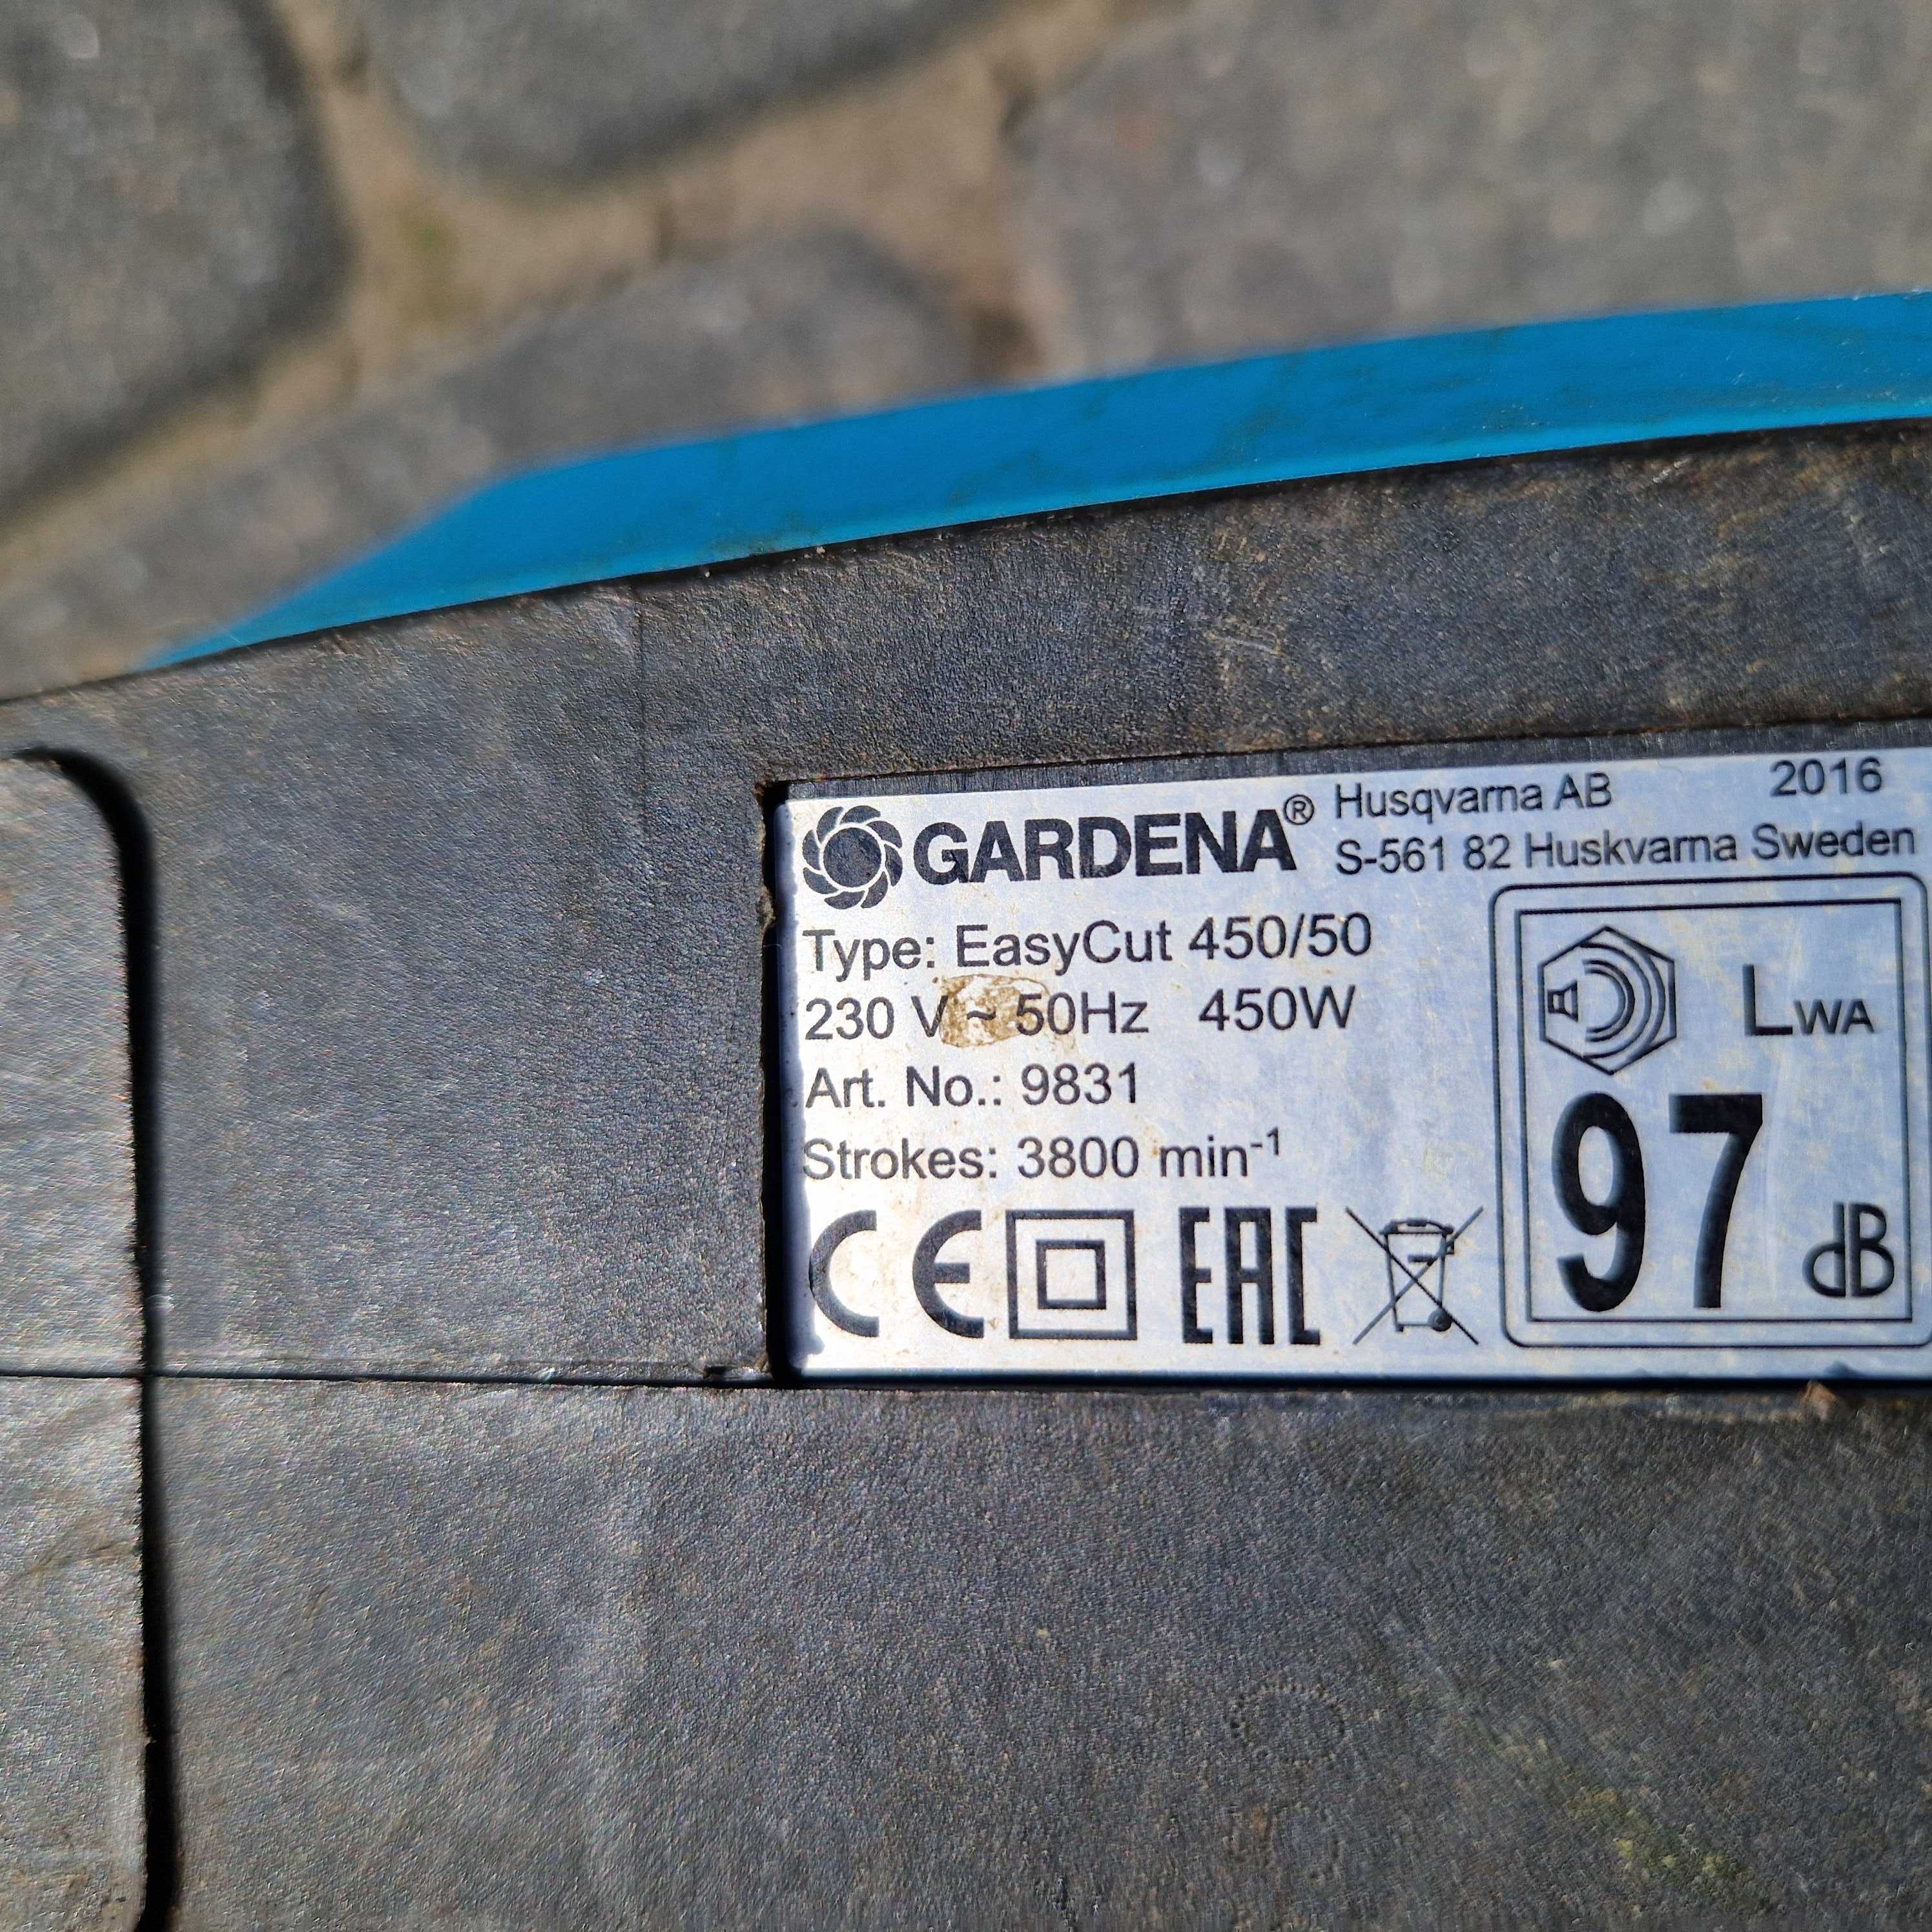 GARDENA® Husqvarna AB 2016
S-561 82 Huskvarna Sweden
Type: EasyCut 450/50
230 V ~ 50Hz 450W
Art. No.: 9831
Strokes: 3800 min⁻¹
CE EAC
LWA
97 dB